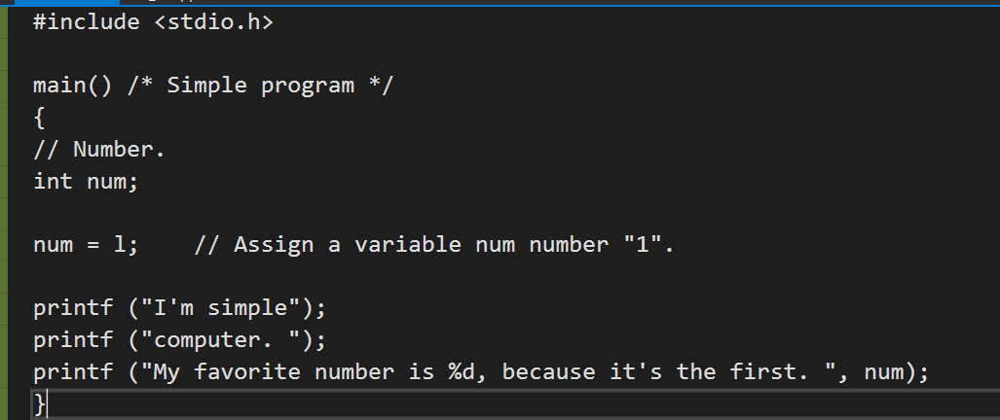 #include <stdio.h>
main() /* Simple program */
{
// Number.
int num;
num = l; // Assign a variable num number "1".
printf ("I'm simple");
printf ("computer. ");
printf ("My favorite number is %d, because it's the first. ", num);
}